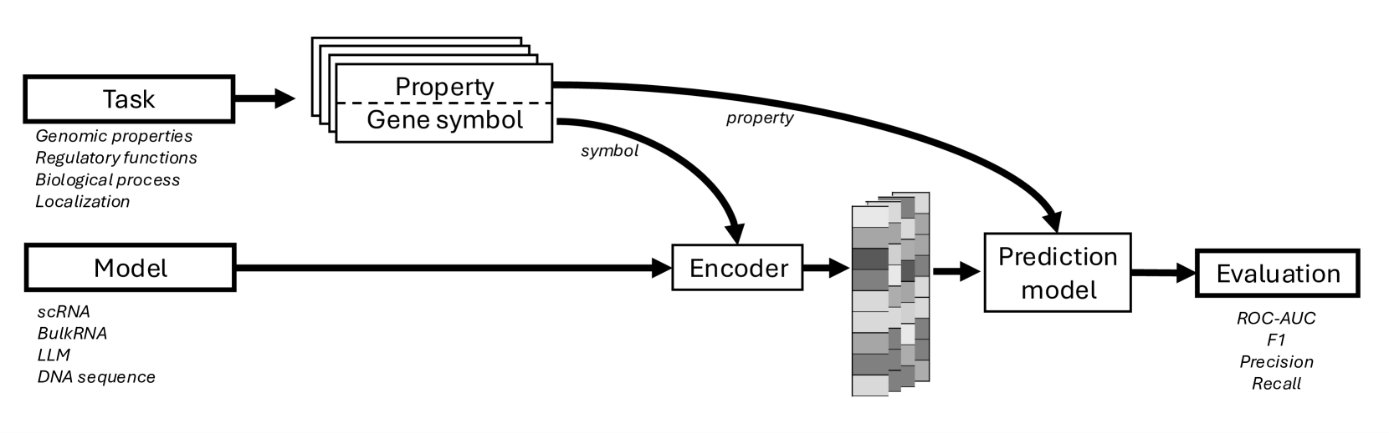 Task
Genomic properties
Regulatory functions
Biological process
Localization
Property
Gene symbol
property
symbol
Model
scRNA
BulkRNA
LLM
DNA sequence
Encoder
Prediction
model
Evaluation
ROC-AUC
F1
Precision
Recall